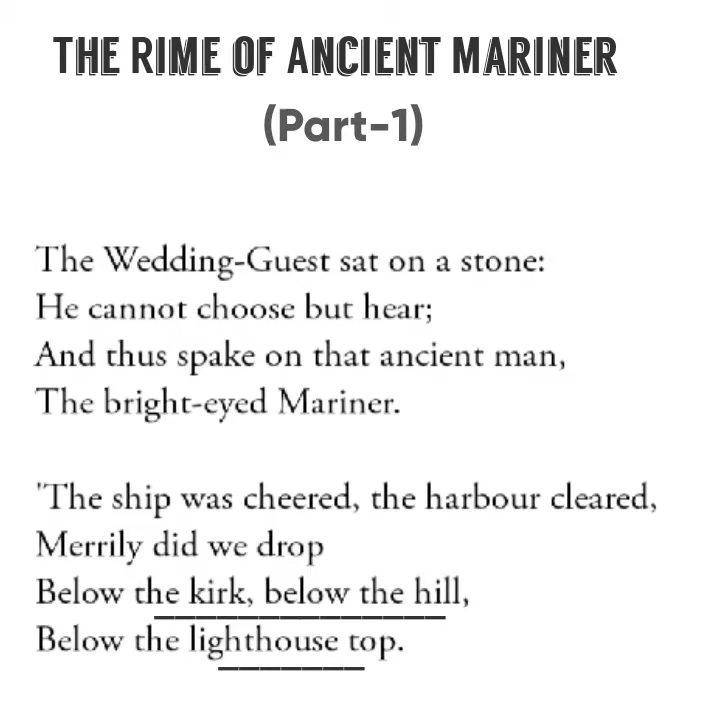 THE RIME OF ANCIENT MARINER
(Part-1)
The Wedding-Guest sat on a stone:
He cannot choose but hear;
And thus spake on that ancient man,
The bright-eyed Mariner.
'The ship was cheered, the harbour cleared,
Merrily did we drop
Below the kirk, below the hill,
Below the lighthouse top.